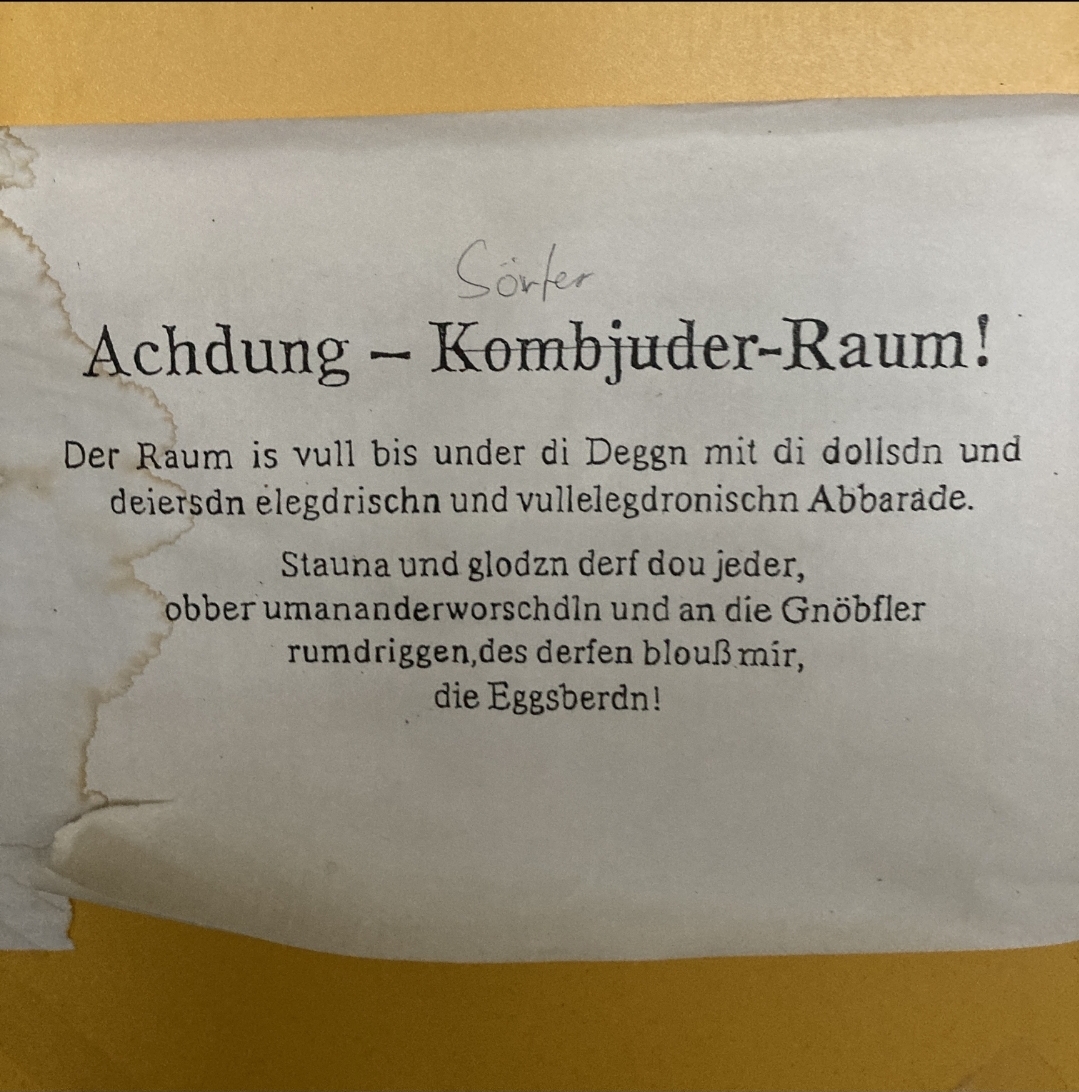 Sörfer
Achdung – Kombjuder-Raum!
Der Raum is vull bis under di Deggn mit di dollsdn und
deiersdn elegdrischn und vullelegdronischn Abbarade.
Stauna und glodzn derf dou jeder,
obber umananderworschdln und an die Gnöbfler
rumdriggen,des derfen blouß mir,
die Eggsberdn!